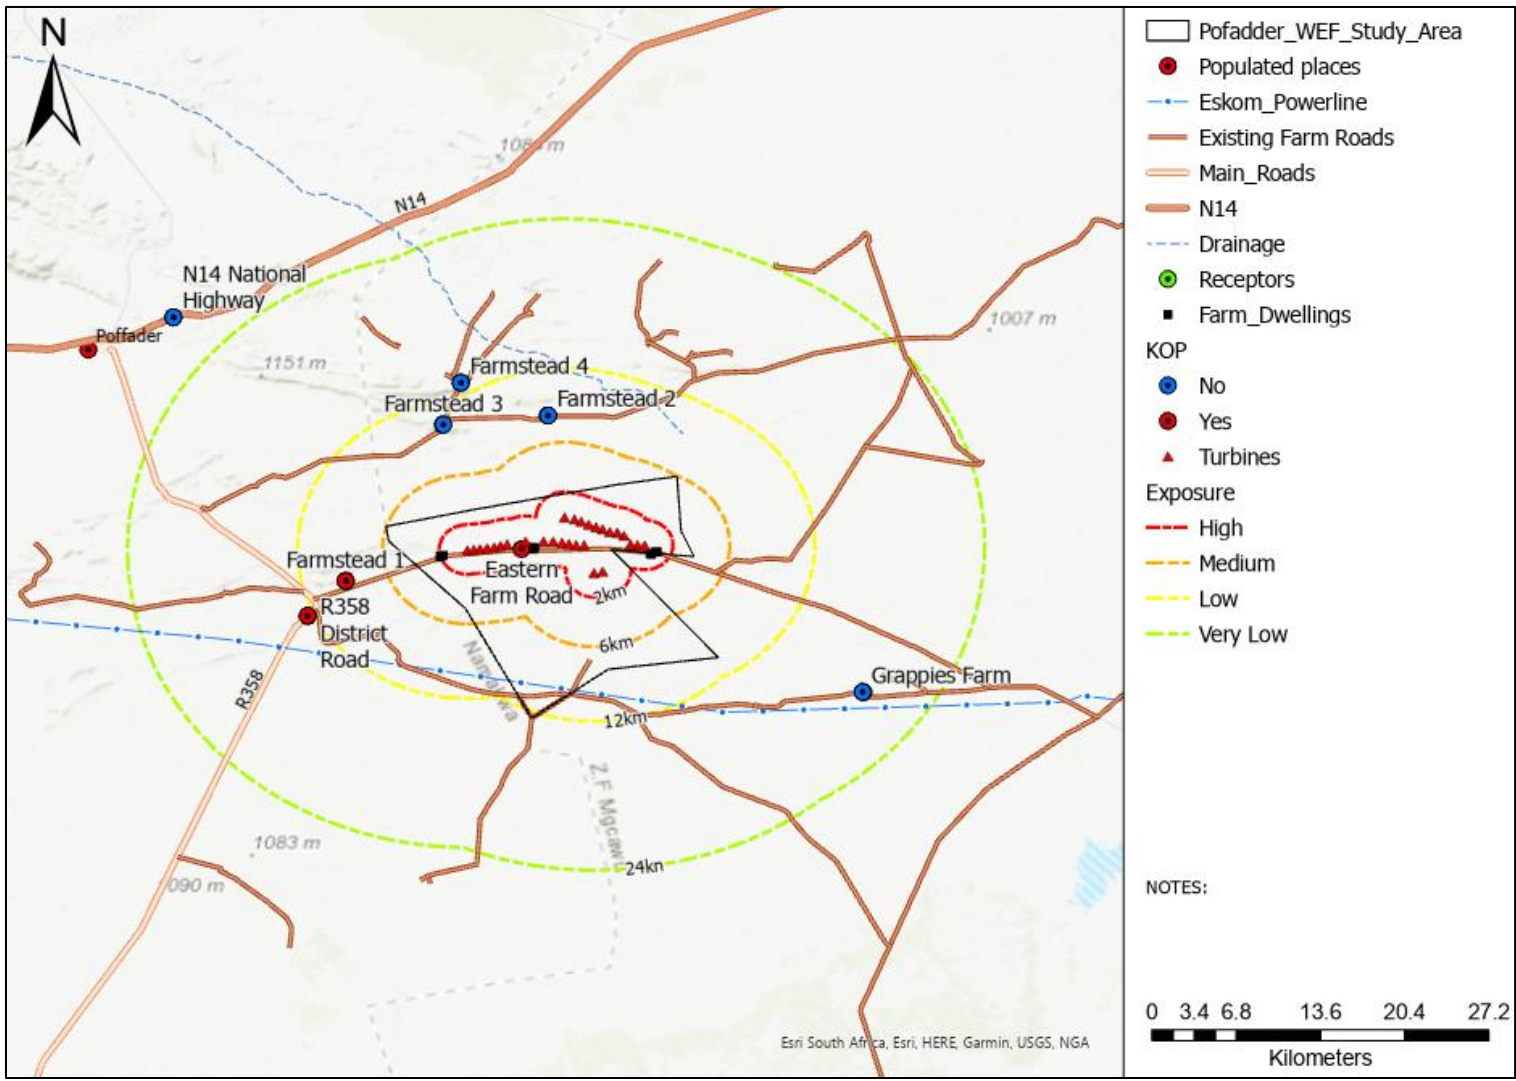 N
1085 m
N14
N14 National
Highway
Poffader
1151 m
1007 m
Farmstead 4
Farmstead 3
Farmstead 2
Farmstead 1
Eastern
Farm Road
2km
R358
District
Road
6km
Namakwa
R358
Grappies Farm
12km
Z.F Mgcawu
1083 m
090 m
24kn
Esri South Africa, Esri, HERE, Garmin, USGS, NGA
Pofadder_WEF_Study_Area
Populated places
Eskom_Powerline
Existing Farm Roads
Main_Roads
N14
Drainage
Receptors
Farm_Dwellings
KOP
No
Yes
Turbines
Exposure
High
Medium
Low
Very Low
NOTES:
0 3.4 6.8 13.6 20.4 27.2
Kilometers